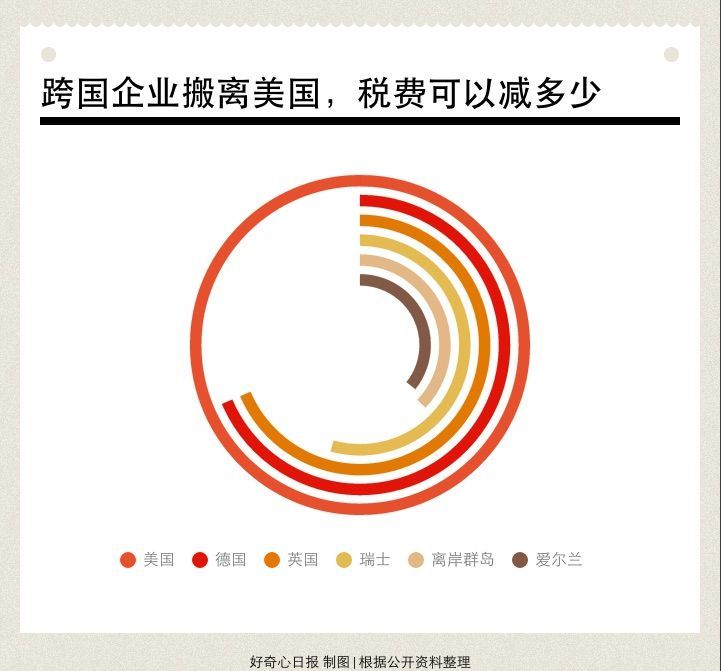 跨国企业搬离美国，税费可以减多少
美国 德国 英国 瑞士 离岸群岛 爱尔兰
好奇心日报 制图|根据公开资料整理